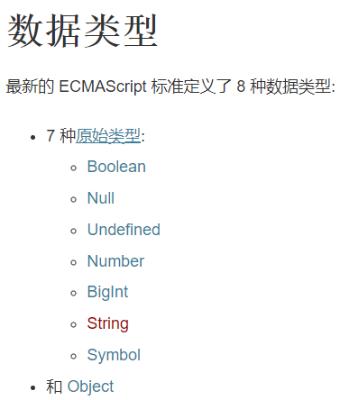 数据类型
最新的 ECMAScript 标准定义了 8 种数据类型:
7 种原始类型:
Boolean
Null
Undefined
Number
BigInt
String
Symbol
和 Object